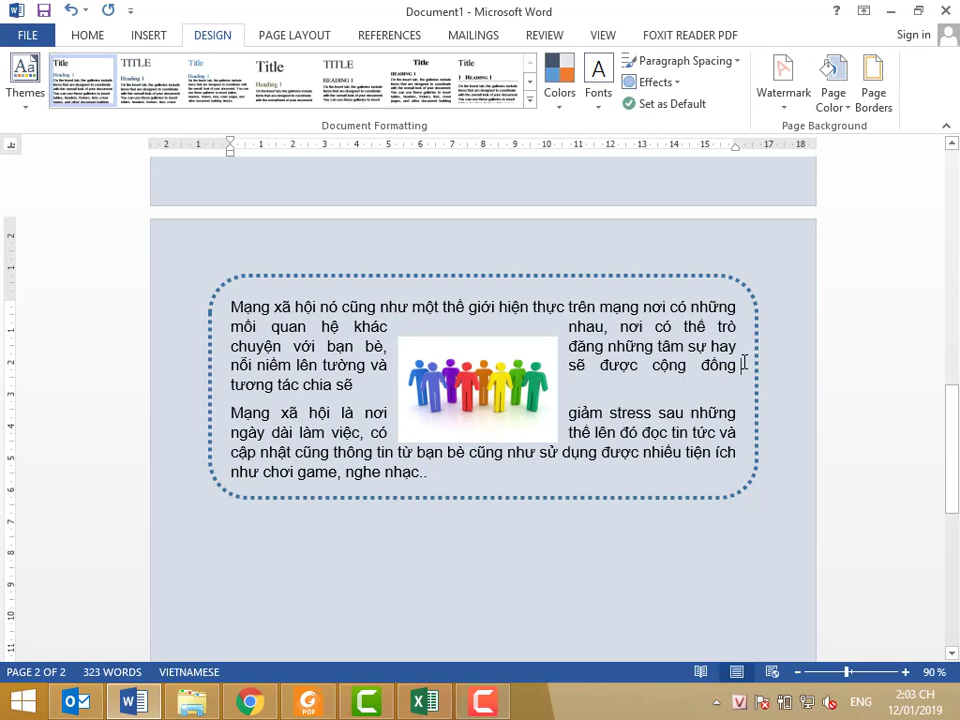 Document1 - Microsoft Word
Sign in
FILE HOME INSERT DESIGN PAGE LAYOUT REFERENCES MAILINGS REVIEW VIEW FOXIT READER PDF
Themes
Colors
Fonts
Paragraph Spacing
Effects
Set as Default
Watermark
Page Color
Page Borders
Document Formatting
Page Background
Mạng xã hội nó cũng như một thế giới hiện thực trên mạng nơi có những
mối quan hệ khác nhau, nơi có thể trò
chuyện với bạn bè, đăng những tâm sự hay
nỗi niềm lên tường và sẽ được cộng đồng
tương tác chia sẽ
Mạng xã hội là nơi giảm stress sau những
ngày dài làm việc, có thể lên đó đọc tin tức và
cập nhật cũng thông tin từ bạn bè cũng như sử dụng được nhiều tiện ích
như chơi game, nghe nhạc..
PAGE 2 OF 2 323 WORDS VIETNAMESE
90 %
ENG
2:03 CH
12/01/2019